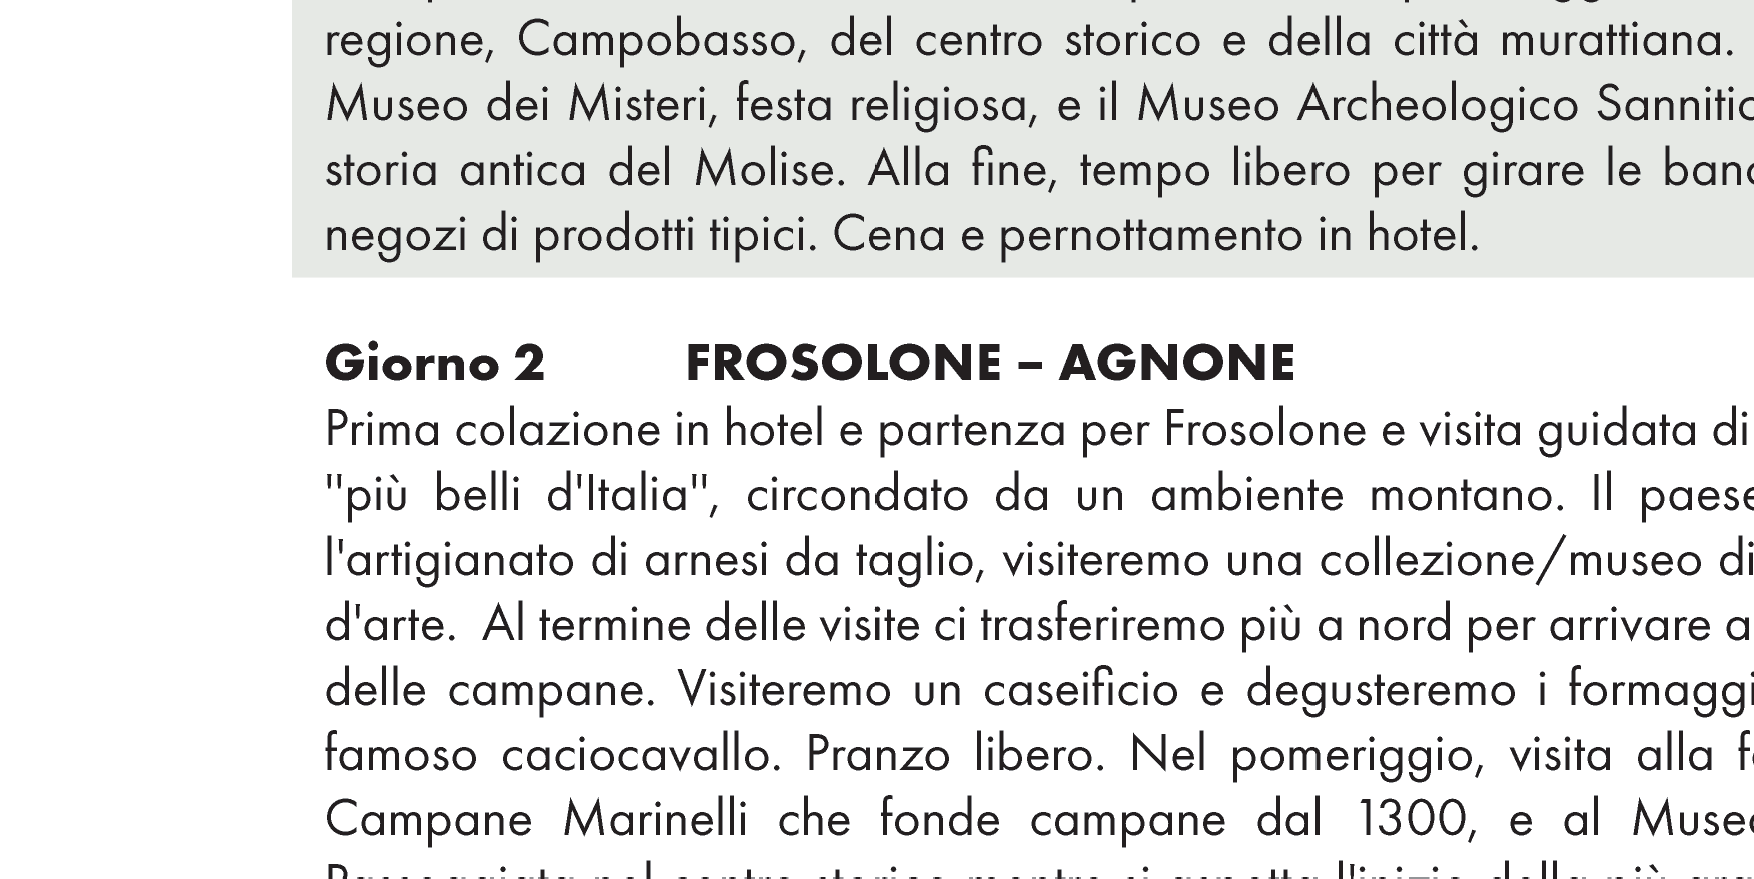 regione, Campobasso, del centro storico e della città murattiana.
Museo dei Misteri, festa religiosa, e il Museo Archeologico
storia antica del Molise. Alla fine, tempo libero per girare le
negozi di prodotti tipici. Cena e pernottamento in hotel.
Giorno 2 FROSOLONE – AGNONE
Prima colazione in hotel e partenza per Frosolone e visita guidata di
"più belli d'Italia", circondato da un ambiente montano. Il paese
l'artigianato di arnesi da taglio, visiteremo una collezione/museo di
d'arte. Al termine delle visite ci trasferiremo più a nord per arrivare a
delle campane. Visiteremo un caseificio e degusteremo i formaggi
famoso caciocavallo. Pranzo libero. Nel pomeriggio, visita alla
Campane Marinelli che fonde campane dal 1300, e al Museo